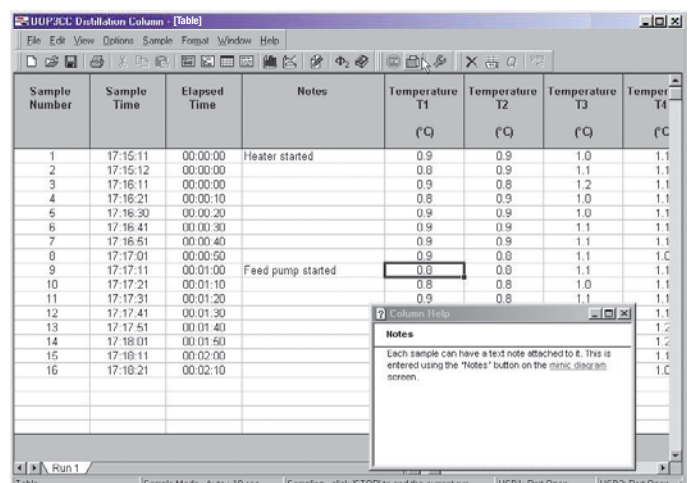 UOP3CC Distillation Column - [Table]
File Edit View Options Sample Format Window Help
Sample Number Sample Time Elapsed Time Notes Temperature T1 (°C) Temperature T2 (°C) Temperature T3 (°C) Temper T4 (°C
1 17:15:11 00:00:00 Heater started 0.9 0.9 1.0 1.1
2 17:15:12 00:00:00 0.8 0.9 1.1 1.1
3 17:16:11 00:00:00 0.9 0.8 1.2 1.1
4 17:16:21 00:00:10 0.8 0.9 1.0 1.1
5 17:16:30 00:00:20 0.9 0.9 1.0 1.1
6 17:16:41 00:00:30 0.9 0.9 1.1 1.1
7 17:16:51 00:00:40 0.9 0.9 1.1 1.1
8 17:17:01 00:00:50 0.9 0.8 1.1 1.0
9 17:17:11 00:01:00 Feed pump started 0.8 0.8 1.1 1.1
10 17:17:21 00:01:10 0.8 0.8 1.0 1.1
11 17:17:31 00:01:20 0.9 0.8 1.1 1.1
12 17:17:41 00:01:30 1.1
13 17:17:51 00:01:40 1.2
14 17:18:01 00:01:50 1.2
15 17:18:11 00:02:00 1.1
16 17:18:21 00:02:10 1.0
Column Help
Notes
Each sample can have a text note attached to it. This is
entered using the "Notes" button on the mimic diagram
screen.
Run 1